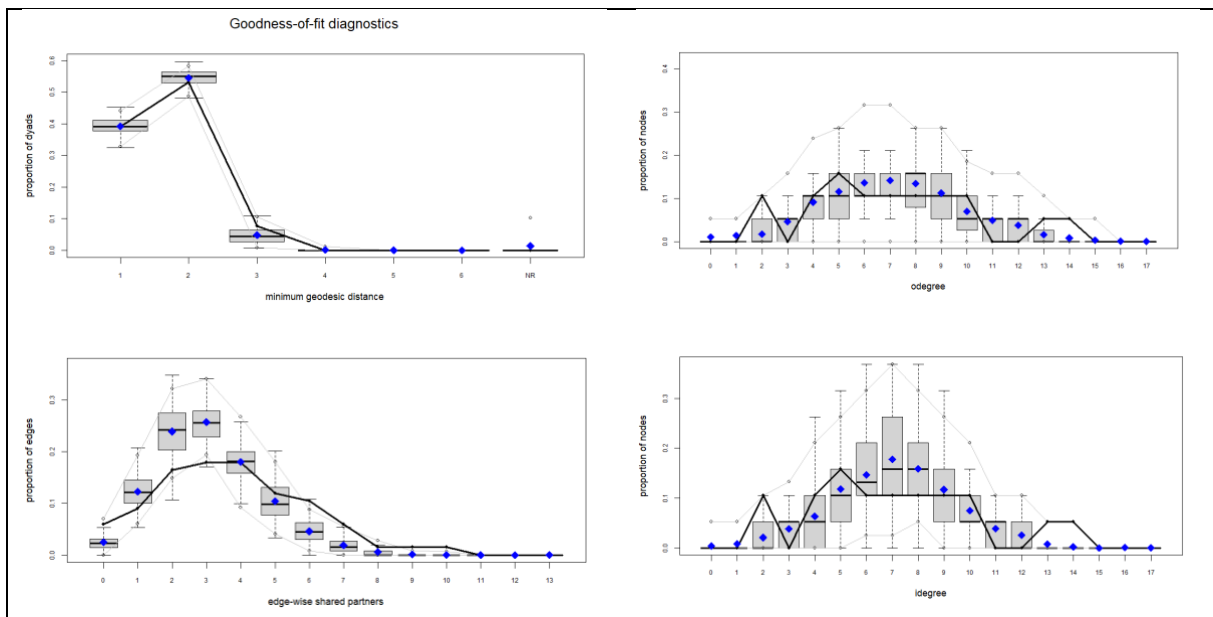 Goodness-of-fit diagnostics
proportion of dyads
0.0 0.1 0.2 0.3 0.4 0.5 0.6
1 2 3 4 5 6 NR
minimum geodesic distance
proportion of nodes
0.0 0.1 0.2 0.3 0.4
0 1 2 3 4 5 6 7 8 9 10 11 12 13 14 15 16 17
odegree
proportion of edges
0.0 0.1 0.2 0.3
0 1 2 3 4 5 6 7 8 9 10 11 12 13
edge-wise shared partners
proportion of nodes
0.0 0.1 0.2 0.3
0 1 2 3 4 5 6 7 8 9 10 11 12 13 14 15 16 17
idegree